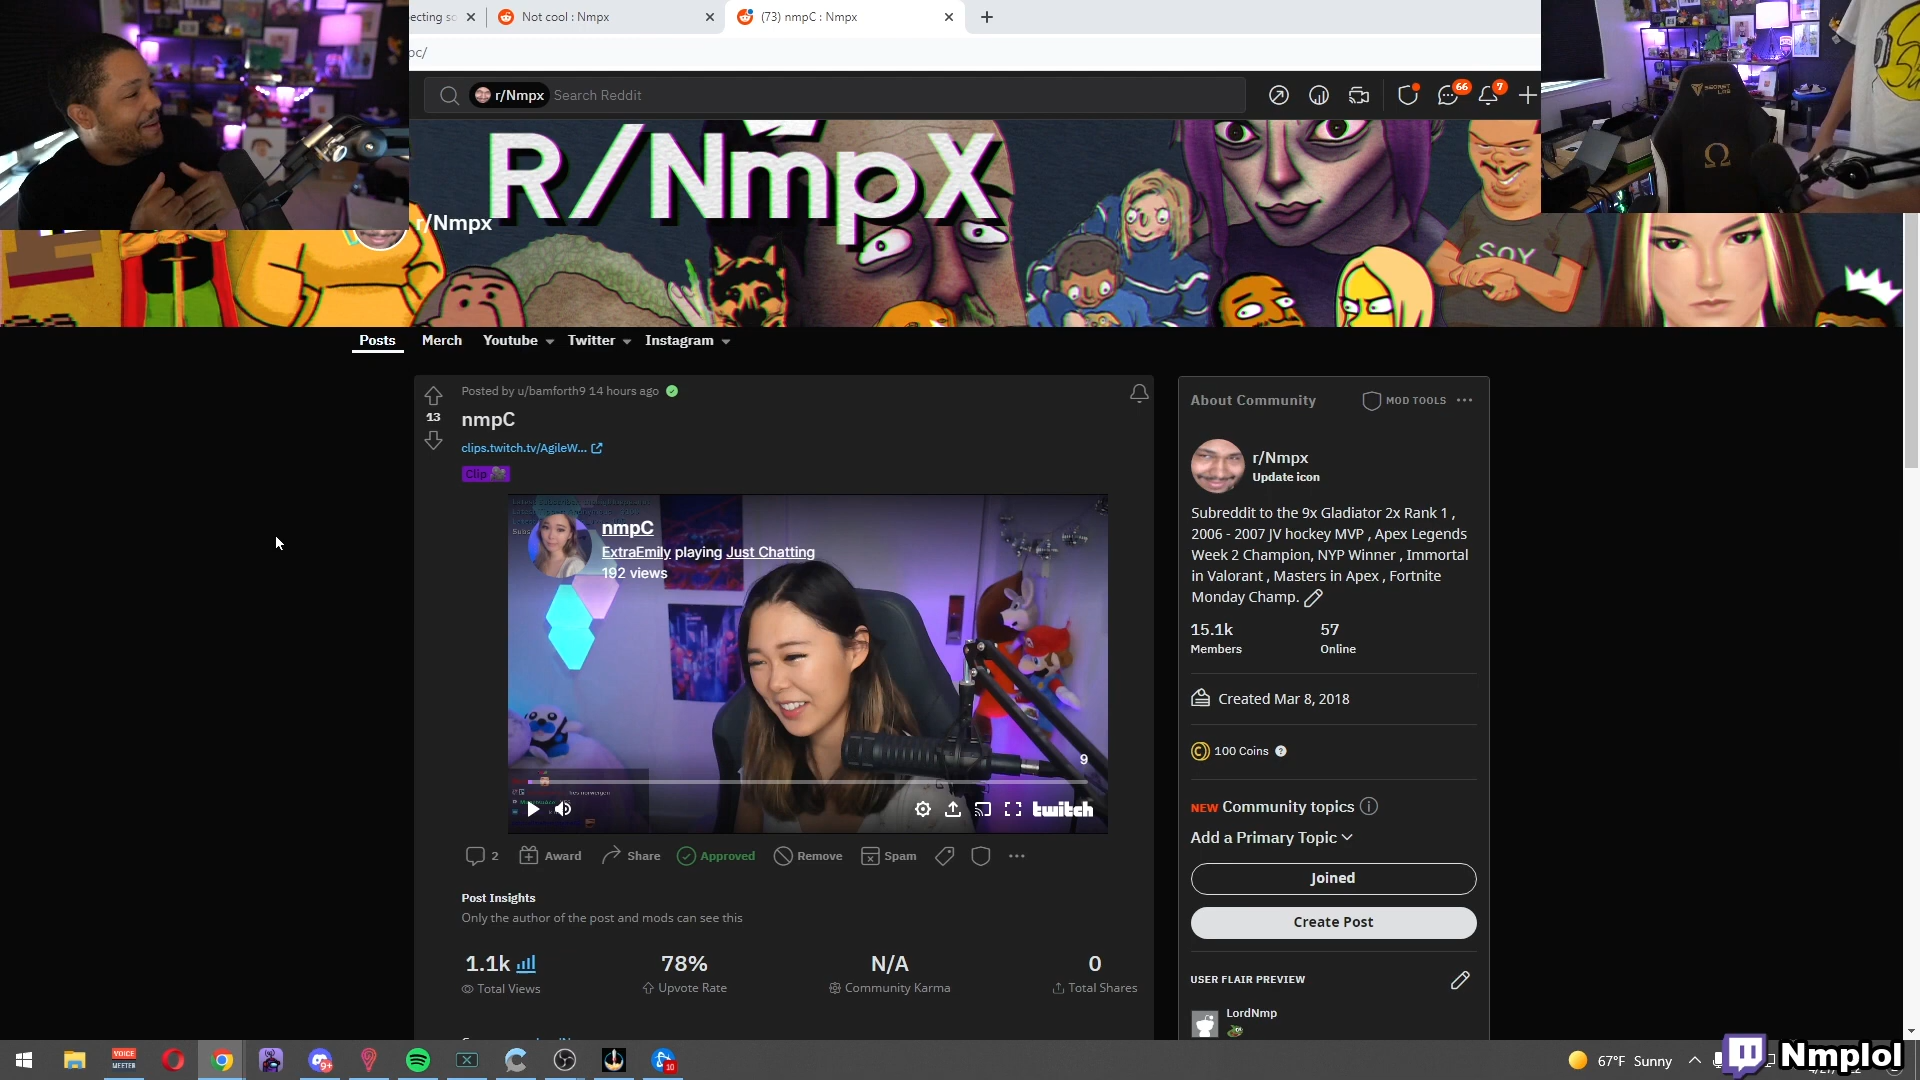 ecting sc
Not cool : Nmpx
(73) nmpC : Nmpx
oc/
r/Nmpx
Search Reddit
66
7
R/NmpX
r/Nmpx
SOY
SECRET LAB
Posts
Merch
Youtube
Twitter
Instagram
Posted by u/bamforth9 14 hours ago
13
nmpC
clips.twitch.tv/AgileW...
Clip
nmpC
ExtraEmily playing Just Chatting
192 views
9
twitch
2
Award
Share
Approved
Remove
Spam
Post Insights
Only the author of the post and mods can see this
1.1k
Total Views
78%
Upvote Rate
N/A
Community Karma
0
Total Shares
About Community
MOD TOOLS
r/Nmpx
Update icon
Subreddit to the 9x Gladiator 2x Rank 1 ,
2006 - 2007 JV hockey MVP , Apex Legends
Week 2 Champion, NYP Winner , Immortal
in Valorant , Masters in Apex , Fortnite
Monday Champ.
15.1k
Members
57
Online
Created Mar 8, 2018
100 Coins
NEW Community topics
Add a Primary Topic
Joined
Create Post
USER FLAIR PREVIEW
LordNmp
VOICE
MEETER
9+
10
67°F Sunny
Nmplol